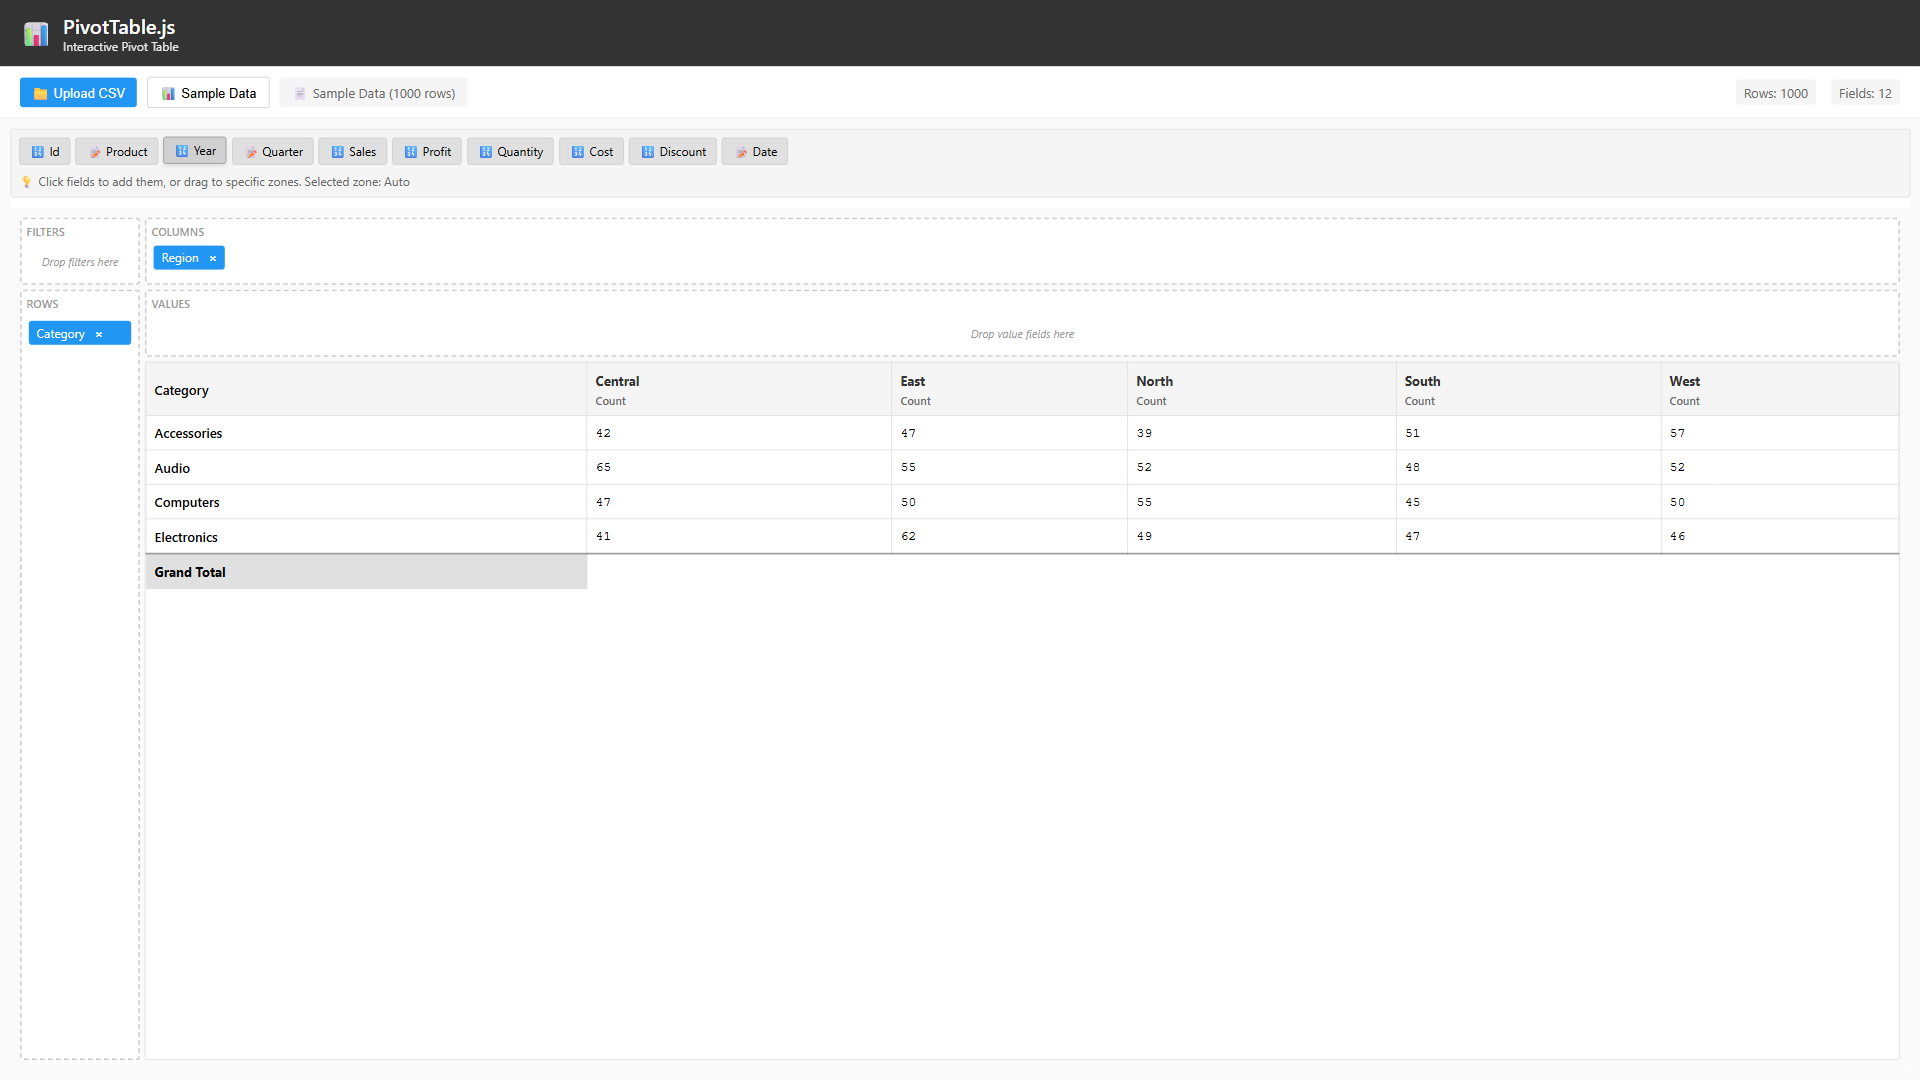 PivotTable.js
Interactive Pivot Table
Upload CSV
Sample Data
Sample Data (1000 rows)
Rows: 1000
Fields: 12
Id
Product
Year
Quarter
Sales
Profit
Quantity
Cost
Discount
Date
Click fields to add them, or drag to specific zones. Selected zone: Auto
FILTERS
Drop filters here
COLUMNS
Region ×
ROWS
Category ×
VALUES
Drop value fields here
Category Central East North South West
Count Count Count Count Count
Accessories 42 47 39 51 57
Audio 65 55 52 48 52
Computers 47 50 55 45 50
Electronics 41 62 49 47 46
Grand Total